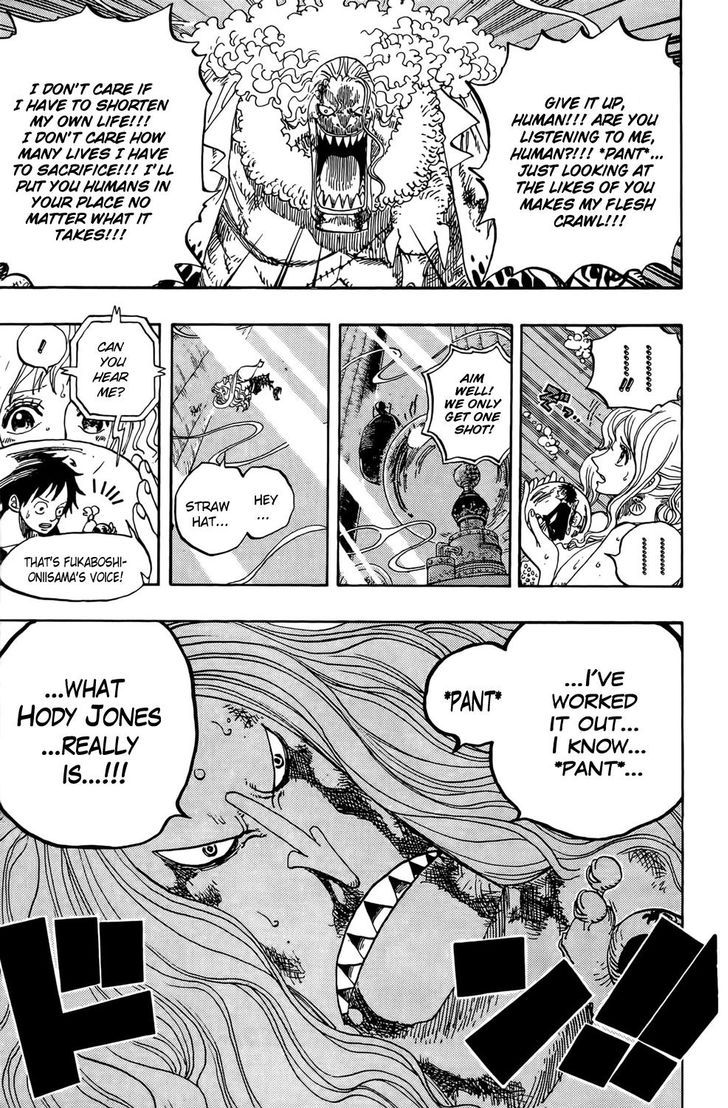 GIVE IT UP,
HUMAN!!! ARE YOU
LISTENING TO ME,
HUMAN?!!! *PANT*...
JUST LOOKING AT
THE LIKES OF YOU
MAKES MY FLESH
CRAWL!!!
I DON'T CARE IF
I HAVE TO SHORTEN
MY OWN LIFE!!!
I DON'T CARE HOW
MANY LIVES I HAVE
TO SACRIFICE!!! I'LL
PUT YOU HUMANS IN
YOUR PLACE NO
MATTER WHAT IT
TAKES!!!
AIM
WELL!
WE ONLY
GET ONE
SHOT!
HEY
...
STRAW
HAT...
CAN
YOU
HEAR
ME?
!
THAT'S FUKABOSHI-
ONIISAMA'S VOICE!
...I'VE
WORKED
IT OUT...
I KNOW...
*PANT*...
*PANT*
...WHAT
HODY JONES
...REALLY
IS...!!!
ドン!!